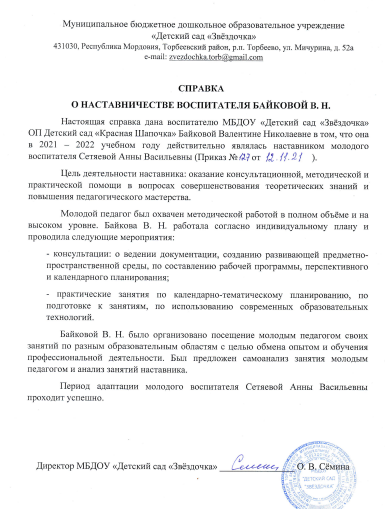 Муниципальное бюджетное дошкольное образовательное учреждение
«Детский сад «Звёздочка»
431030, Республика Мордовия, Торбеевский район, р.п. Торбеево, ул. Мичурина, д. 52а
e-mail: zvezdochka.torb@gmail.com
СПРАВКА
О НАСТАВНИЧЕСТВЕ ВОСПИТАТЕЛЯ БАЙКОВОЙ В. Н.
Настоящая справка дана воспитателю МБДОУ «Детский сад «Звёздочка»
ОП Детский сад «Красная Шапочка» Байковой Валентине Николаевне в том, что она
в 2021 – 2022 учебном году действительно являлась наставником молодого
воспитателя Сетяевой Анны Васильевны (Приказ №127 от 12.11.21 ).
Цель деятельности наставника: оказание консультационной, методической и
практической помощи в вопросах совершенствования теоретических знаний и
повышения педагогического мастерства.
Молодой педагог был охвачен методической работой в полном объёме и на
высоком уровне. Байкова В. Н. работала согласно индивидуальному плану и
проводила следующие мероприятия:
- консультации: о ведении документации, созданию развивающей предметно-
пространственной среды, по составлению рабочей программы, перспективного
и календарного планирования;
- практические занятия по календарно-тематическому планированию, по
подготовке к занятиям, по использованию современных образовательных
технологий.
Байковой В. Н. было организовано посещение молодым педагогом своих
занятий по разным образовательным областям с целью обмена опытом и обучения
профессиональной деятельности. Был предложен самоанализ занятия молодым
педагогом и анализ занятий наставника.
Период адаптации молодого воспитателя Сетяевой Анны Васильевны
проходит успешно.
Директор МБДОУ «Детский сад «Звёздочка» О. В. Сёмина
"ДЕТСКИЙ САД
"ЗВЁЗДОЧКА"